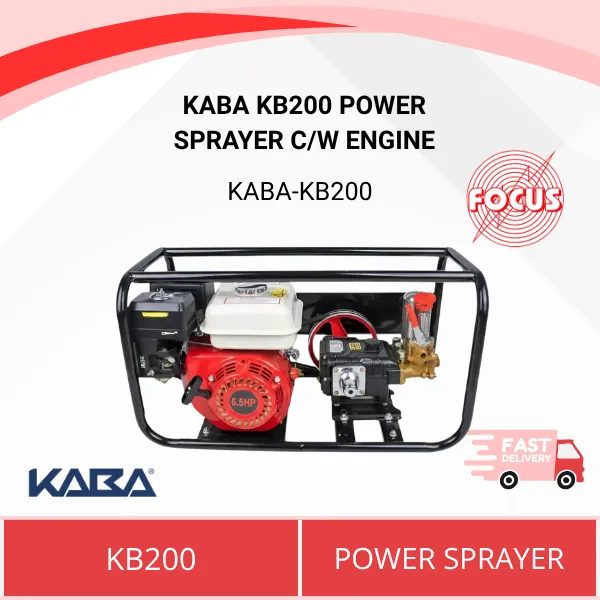 KABA KB200 POWER
SPRAYER C/W ENGINE
KABA-KB200
FOCUS
6.5HP
FAST
DELIVERY
KABA®
KB200
POWER SPRAYER